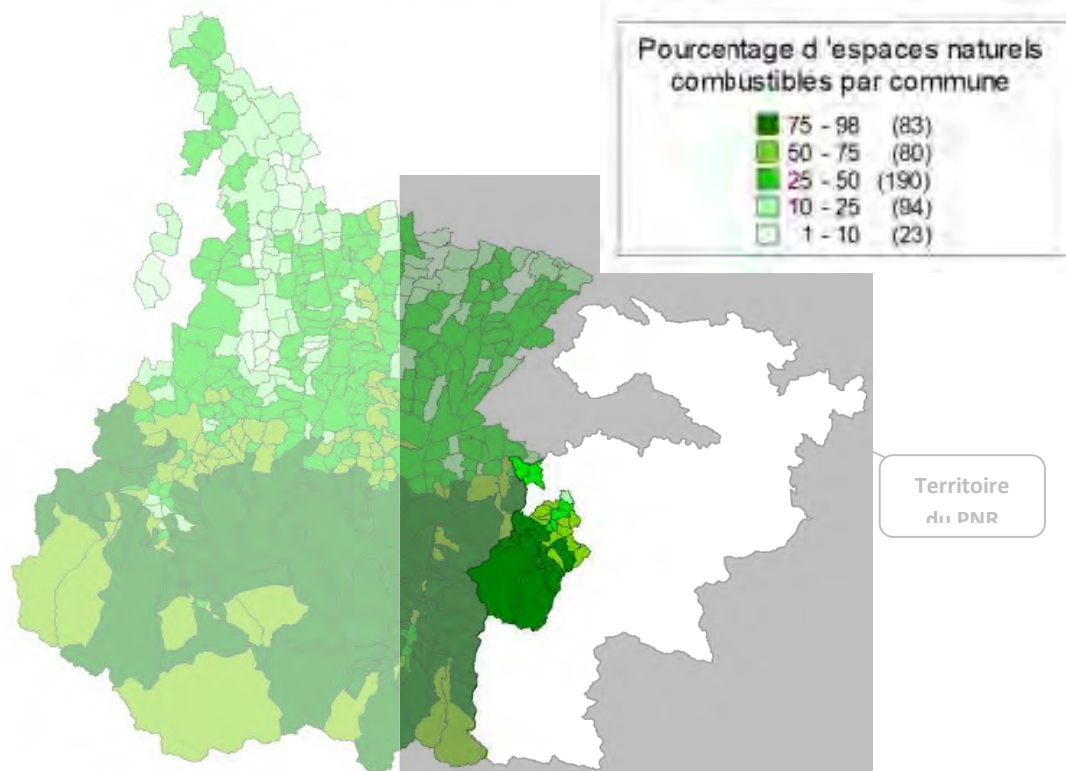 Pourcentage d 'espaces naturels
combustibles par commune
75 - 98 (83)
50 - 75 (80)
25 - 50 (190)
10 - 25 (94)
1 - 10 (23)
Territoire
du PNR